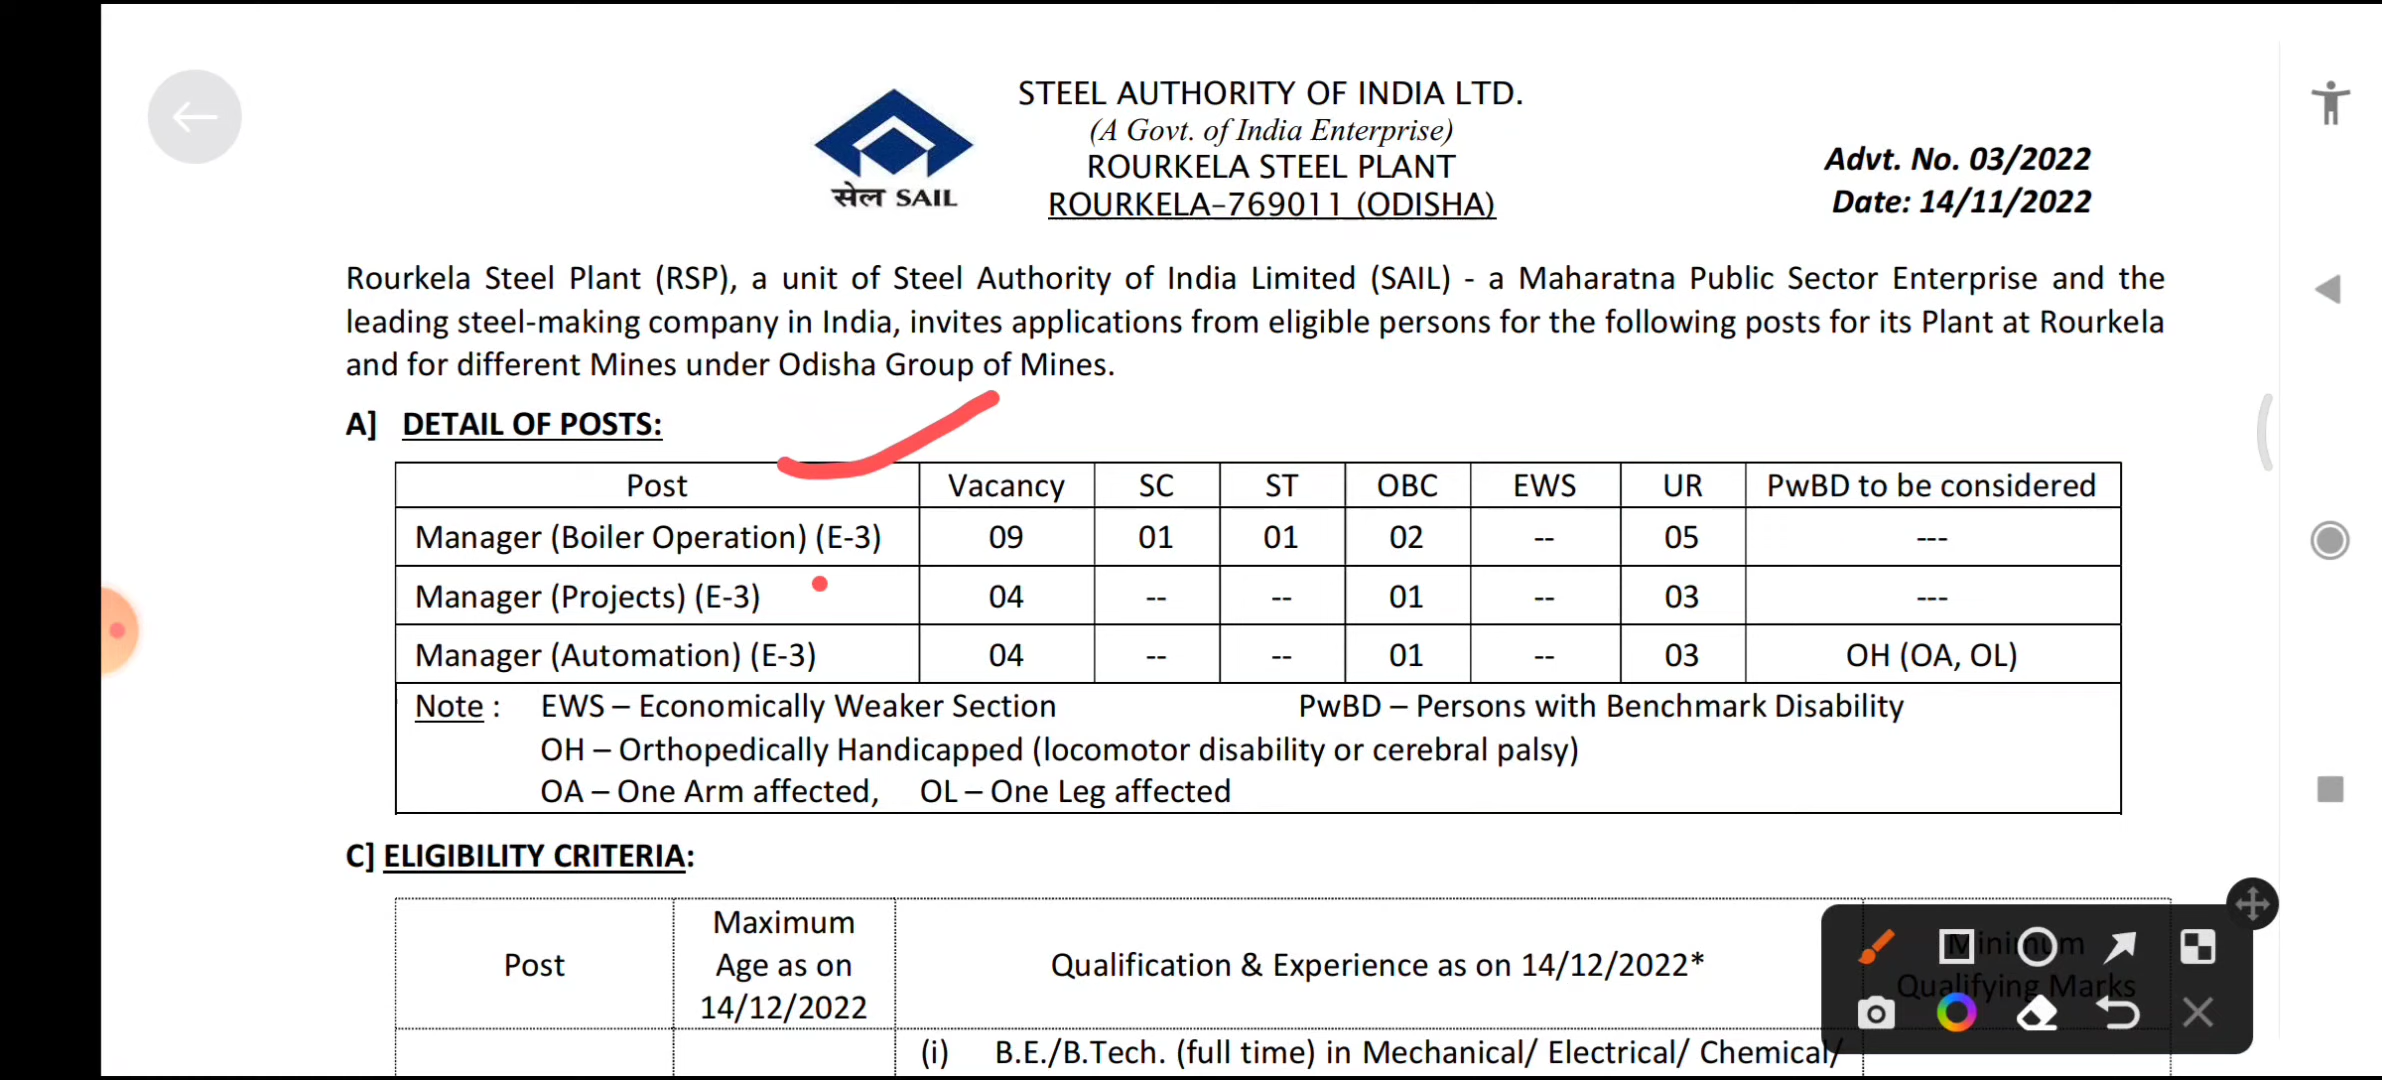 STEEL AUTHORITY OF INDIA LTD.
(A Govt. of India Enterprise)
ROURKELA STEEL PLANT
ROURKELA-769011 (ODISHA)
सेल SAIL
Advt. No. 03/2022
Date: 14/11/2022
Rourkela Steel Plant (RSP), a unit of Steel Authority of India Limited (SAIL) - a Maharatna Public Sector Enterprise and the
leading steel-making company in India, invites applications from eligible persons for the following posts for its Plant at Rourkela
and for different Mines under Odisha Group of Mines.
A] DETAIL OF POSTS:
Post Vacancy SC ST OBC EWS UR PwBD to be considered
Manager (Boiler Operation) (E-3) 09 01 01 02 -- 05 ---
Manager (Projects) (E-3) 04 -- -- 01 -- 03 ---
Manager (Automation) (E-3) 04 -- -- 01 -- 03 OH (OA, OL)
Note : EWS – Economically Weaker Section PwBD – Persons with Benchmark Disability
OH – Orthopedically Handicapped (locomotor disability or cerebral palsy)
OA – One Arm affected, OL – One Leg affected
C] ELIGIBILITY CRITERIA:
Post
Maximum
Age as on
14/12/2022
Qualification & Experience as on 14/12/2022*
Minimum
Qualifying Marks
(i) B.E./B.Tech. (full time) in Mechanical/ Electrical/ Chemical/